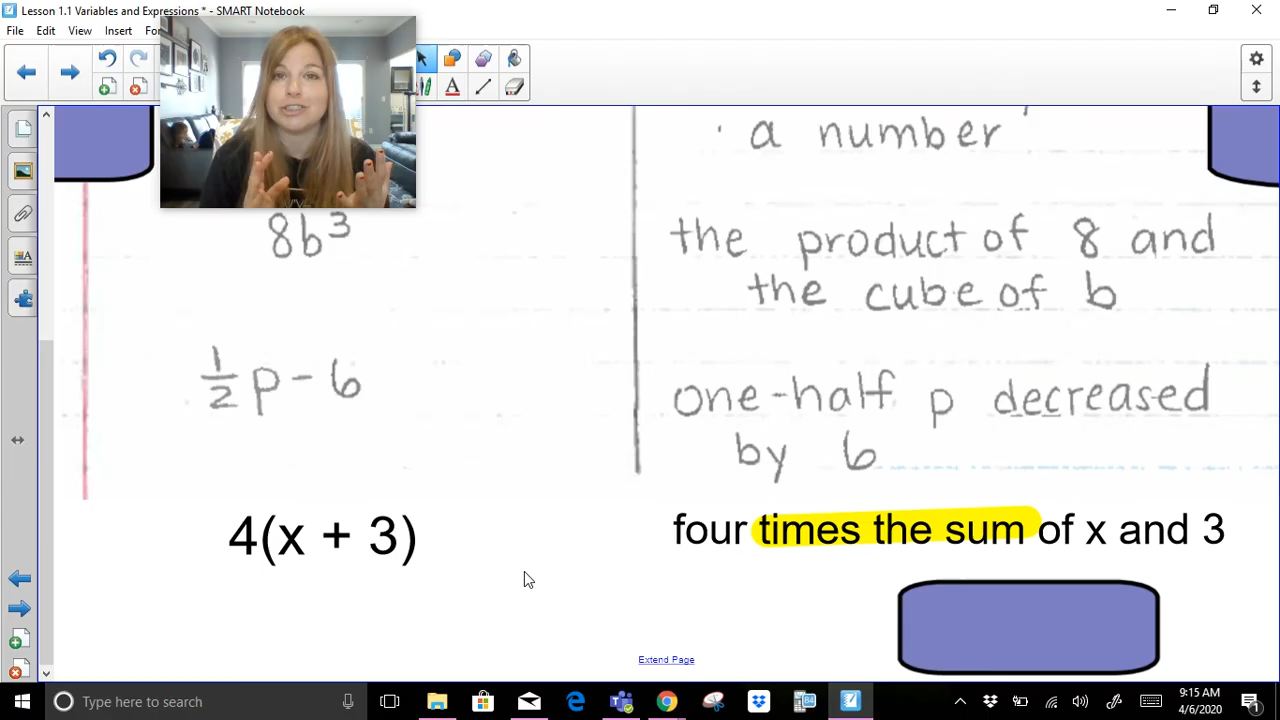 Lesson 1.1 Variables and Expressions * - SMART Notebook
File Edit View Insert
a number
8b³
the product of 8 and
the cube of b
1/2 p - 6
one-half p decreased
by 6
4(x + 3)
four times the sum of x and 3
Extend Page
Type here to search
9:15 AM
4/6/2020